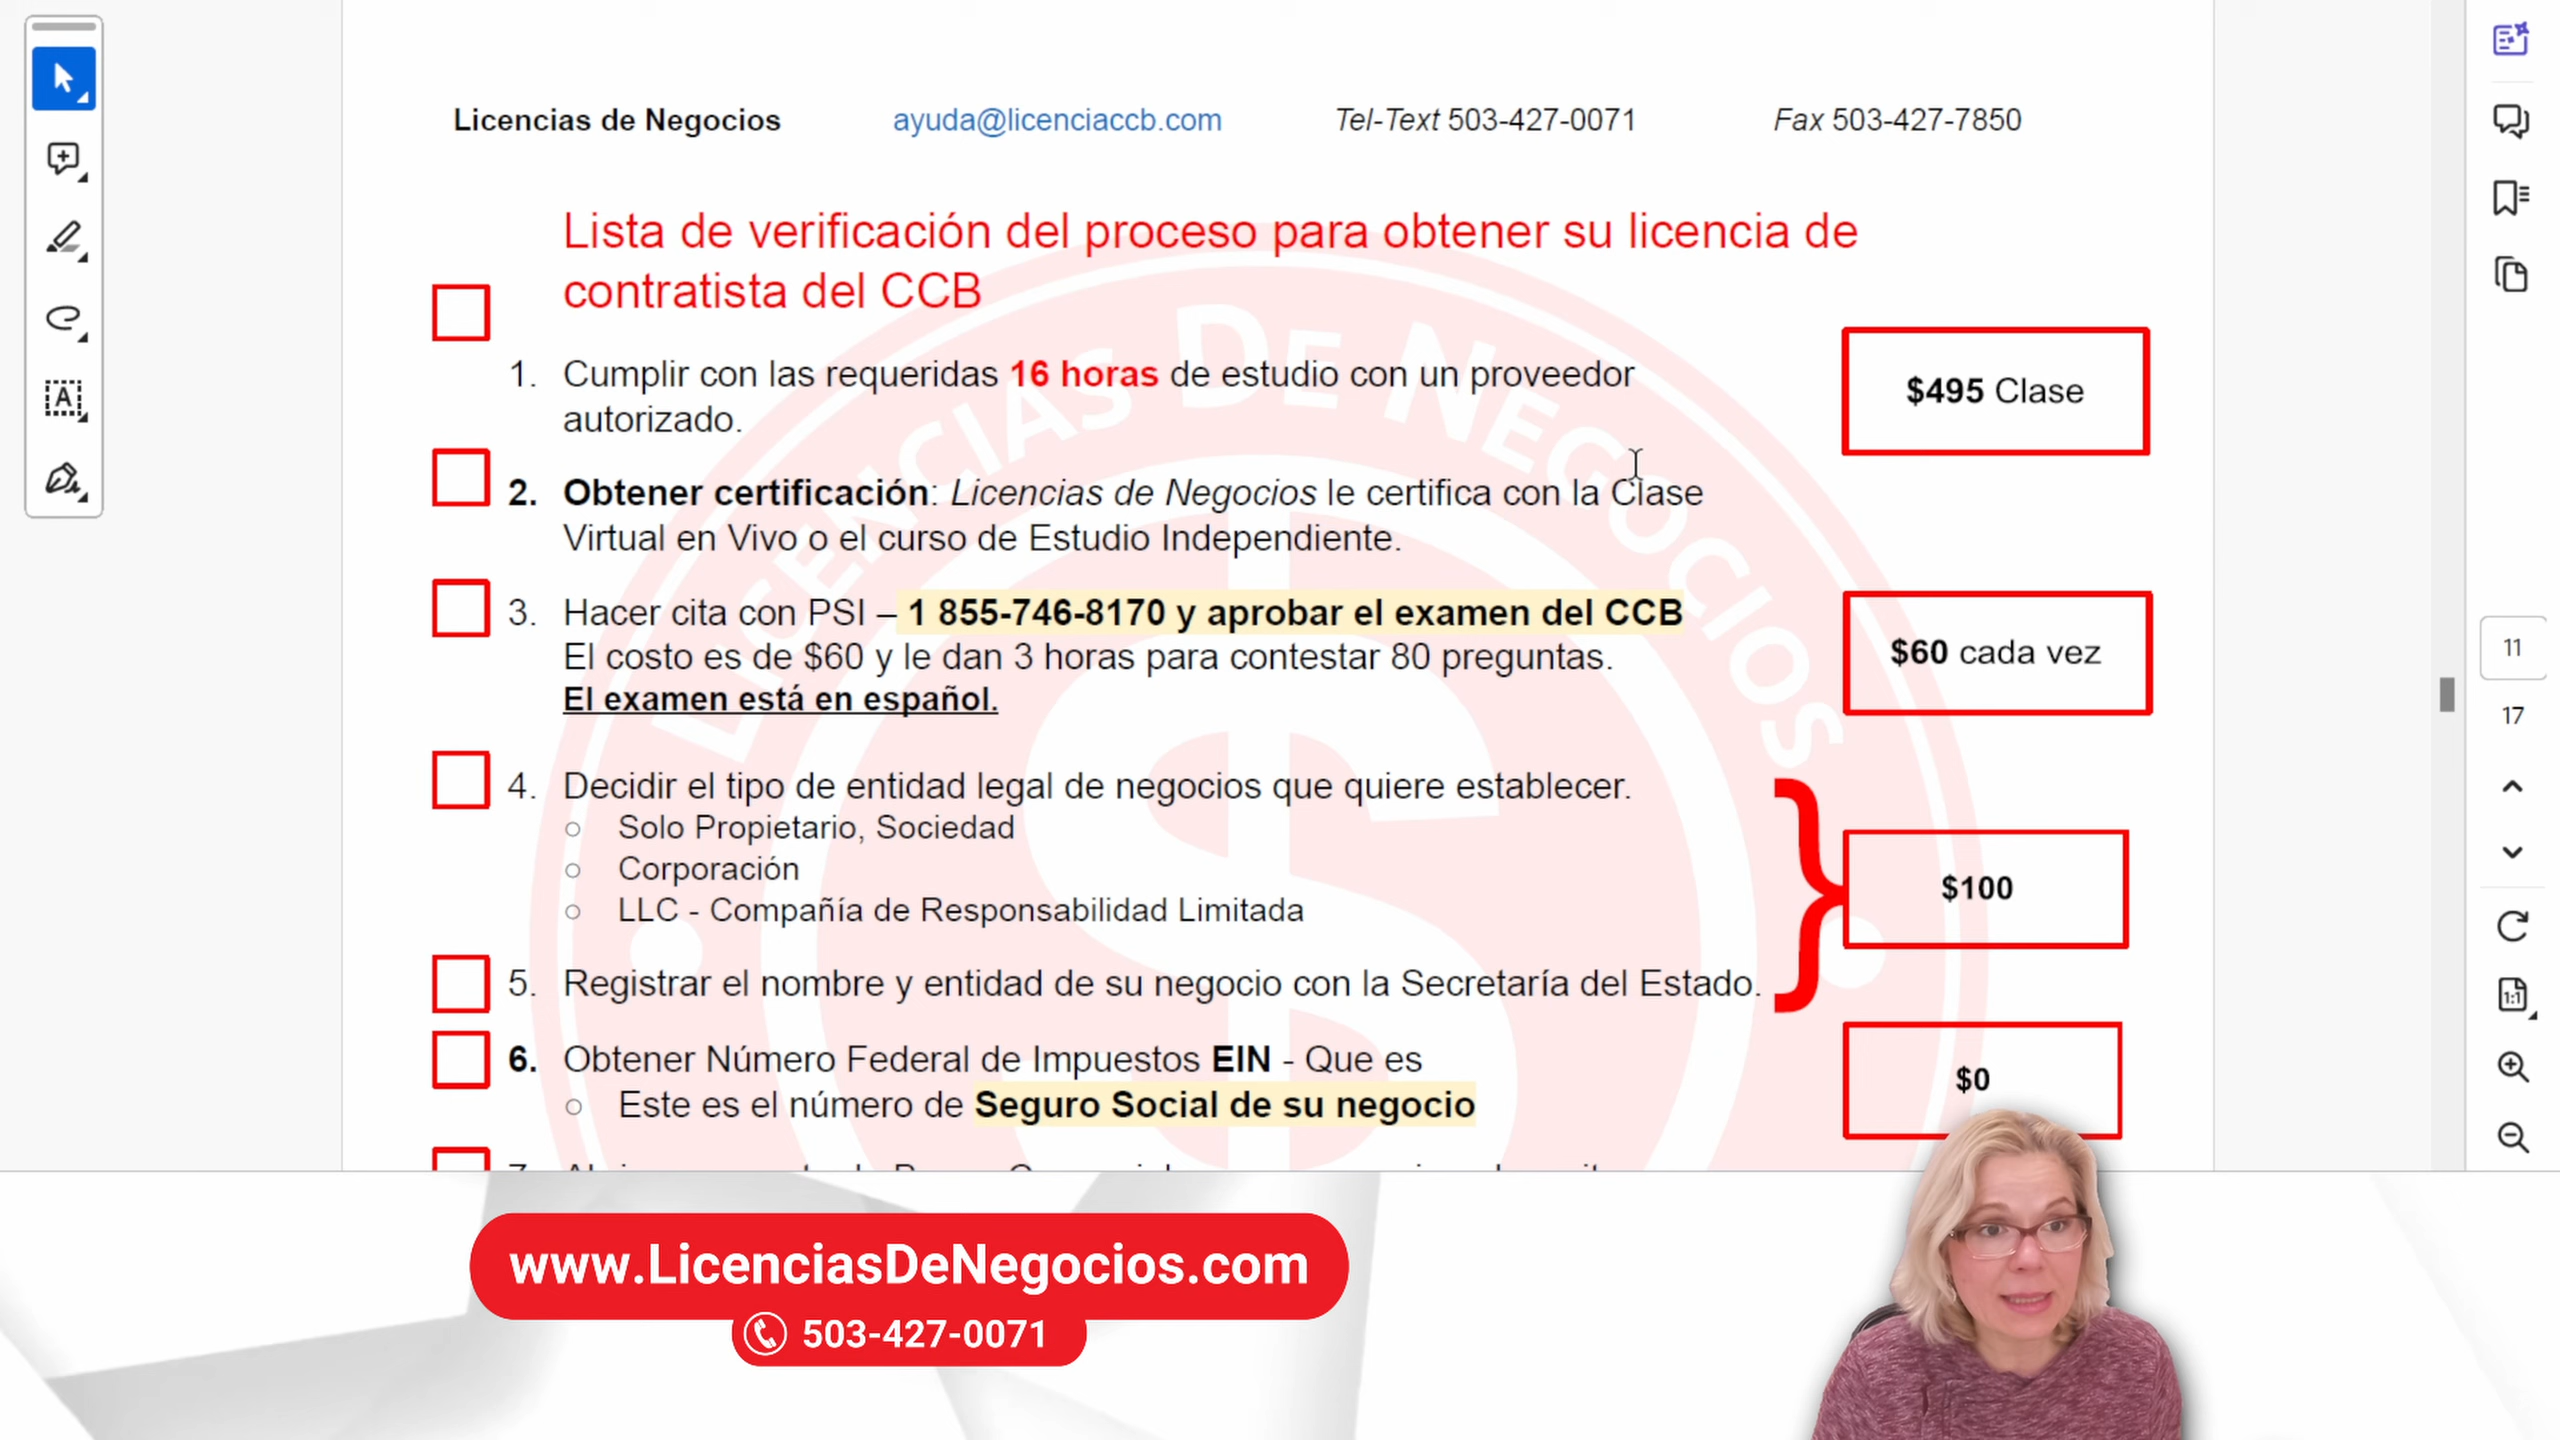 Licencias de Negocios ayuda@licenciaccb.com Tel-Text 503-427-0071 Fax 503-427-7850
Lista de verificación del proceso para obtener su licencia de
contratista del CCB
1. Cumplir con las requeridas 16 horas de estudio con un proveedor
autorizado.
$495 Clase
2. Obtener certificación: Licencias de Negocios le certifica con la Clase
Virtual en Vivo o el curso de Estudio Independiente.
3. Hacer cita con PSI – 1 855-746-8170 y aprobar el examen del CCB
El costo es de $60 y le dan 3 horas para contestar 80 preguntas.
El examen está en español.
$60 cada vez
4. Decidir el tipo de entidad legal de negocios que quiere establecer.
Solo Propietario, Sociedad
Corporación
LLC - Compañía de Responsabilidad Limitada
$100
5. Registrar el nombre y entidad de su negocio con la Secretaría del Estado.
6. Obtener Número Federal de Impuestos EIN - Que es
Este es el número de Seguro Social de su negocio
$0
LICENCIAS DE NEGOCIOS
11
17
www.LicenciasDeNegocios.com
503-427-0071